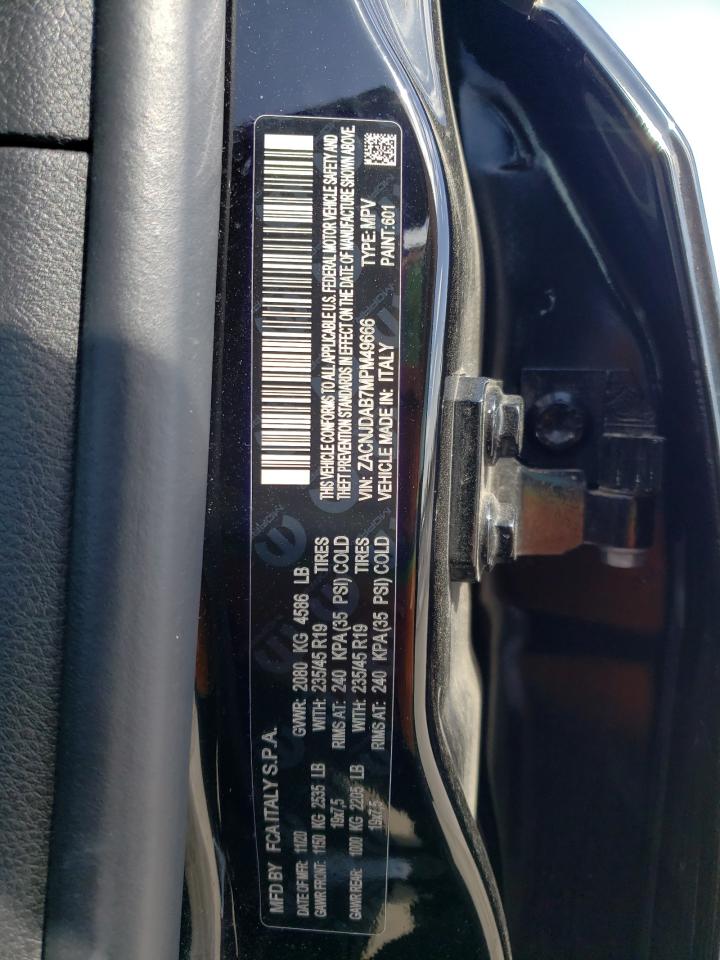 MFD BY FCA ITALY S.P.A.
DATE OF MFR: 11/20 GVWR: 2080 KG 4586 LB
GAWR FRONT: 1150 KG 2535 LB WITH: 235/45 R19 TIRES
19x7,5 RIMS AT: 240 KPA(35 PSI) COLD
GAWR REAR: 1000 KG 2205 LB WITH: 235/45 R19 TIRES
19x7,5 RIMS AT: 240 KPA(35 PSI) COLD
THIS VEHICLE CONFORMS TO ALL APPLICABLE U.S. FEDERAL MOTOR VEHICLE SAFETY AND
THEFT PREVENTION STANDARDS IN EFFECT ON THE DATE OF MANUFACTURE SHOWN ABOVE
VIN: ZACNJDAB7MPM49666 TYPE: MPV
VEHICLE MADE IN: ITALY PAINT: 601